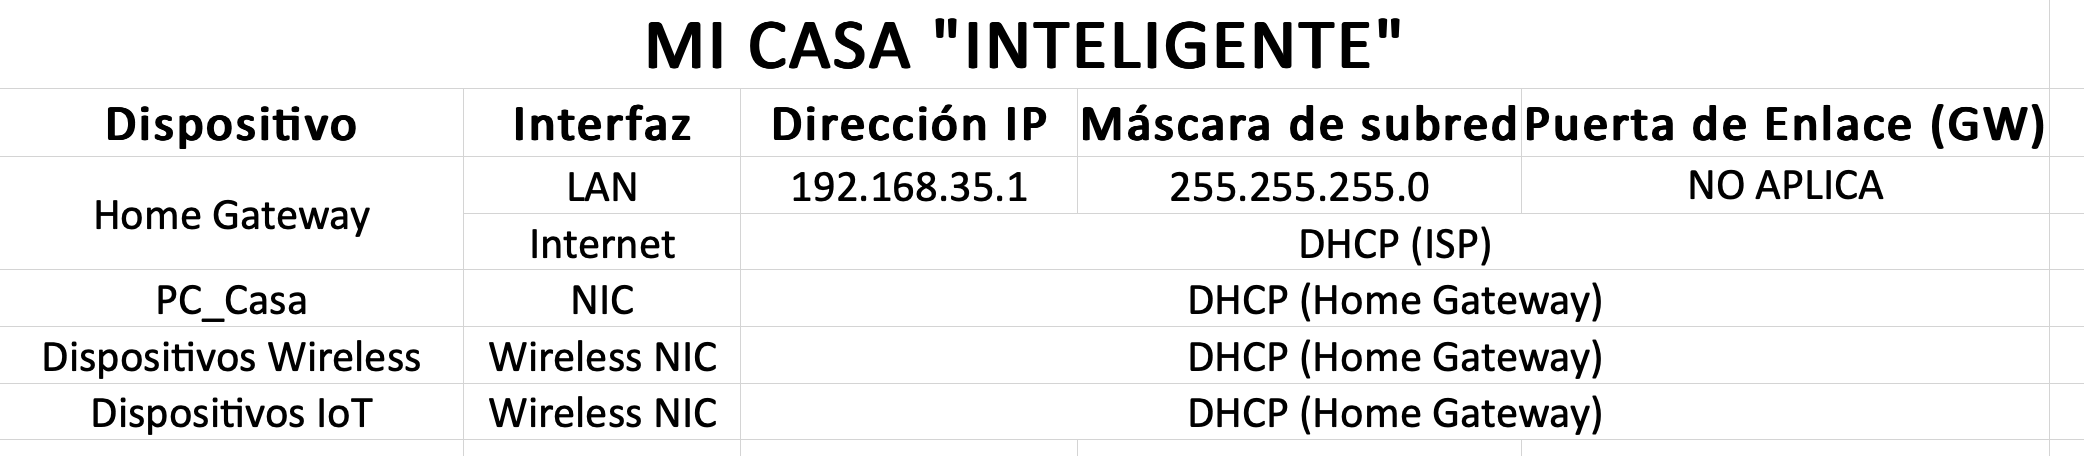 MI CASA "INTELIGENTE"
Dispositivo Interfaz Dirección IP Máscara de subred Puerta de Enlace (GW)
Home Gateway LAN 192.168.35.1 255.255.255.0 NO APLICA
Internet DHCP (ISP)
PC_Casa NIC DHCP (Home Gateway)
Dispositivos Wireless Wireless NIC DHCP (Home Gateway)
Dispositivos IoT Wireless NIC DHCP (Home Gateway)